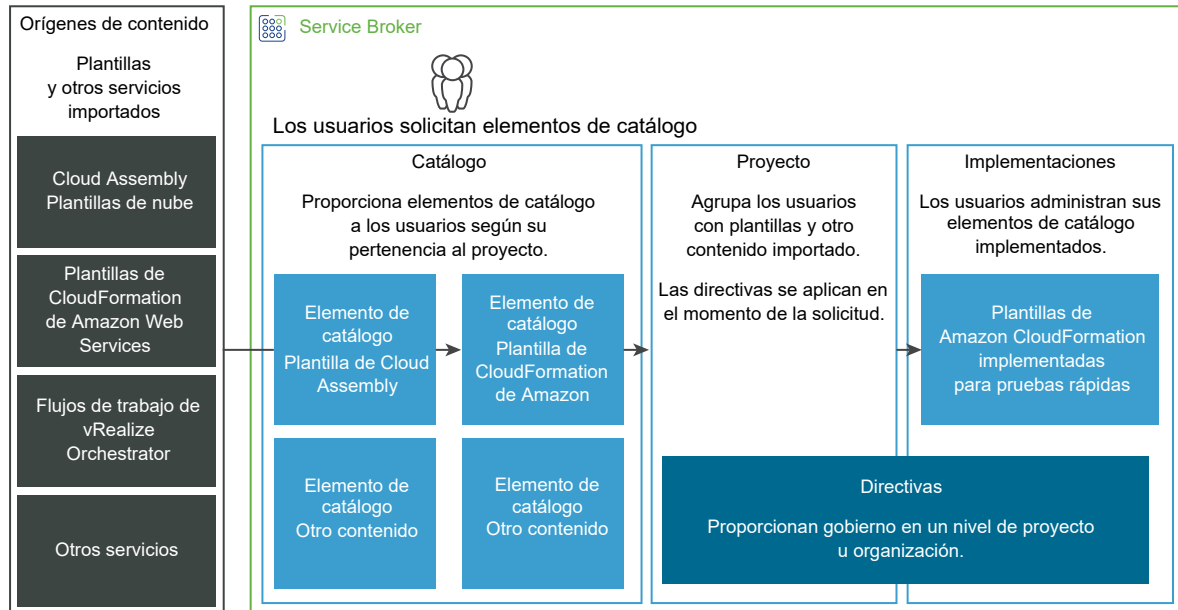 Orígenes de contenido
Plantillas
y otros servicios
importados
Cloud Assembly
Plantillas de nube
Plantillas de
CloudFormation
de Amazon Web
Services
Flujos de trabajo de
vRealize
Orchestrator
Otros servicios
Service Broker
Los usuarios solicitan elementos de catálogo
Catálogo
Proporciona elementos de catálogo
a los usuarios según su
pertenencia al proyecto.
Elemento de
catálogo
Plantilla de Cloud
Assembly
Elemento de
catálogo
Plantilla de
CloudFormation
de Amazon
Elemento de
catálogo
Otro contenido
Elemento de
catálogo
Otro contenido
Proyecto
Agrupa los usuarios
con plantillas y otro
contenido importado.
Las directivas se aplican en
el momento de la solicitud.
Implementaciones
Los usuarios administran sus
elementos de catálogo
implementados.
Plantillas de
Amazon CloudFormation
implementadas
para pruebas rápidas
Directivas
Proporcionan gobierno en un nivel de proyecto
u organización.